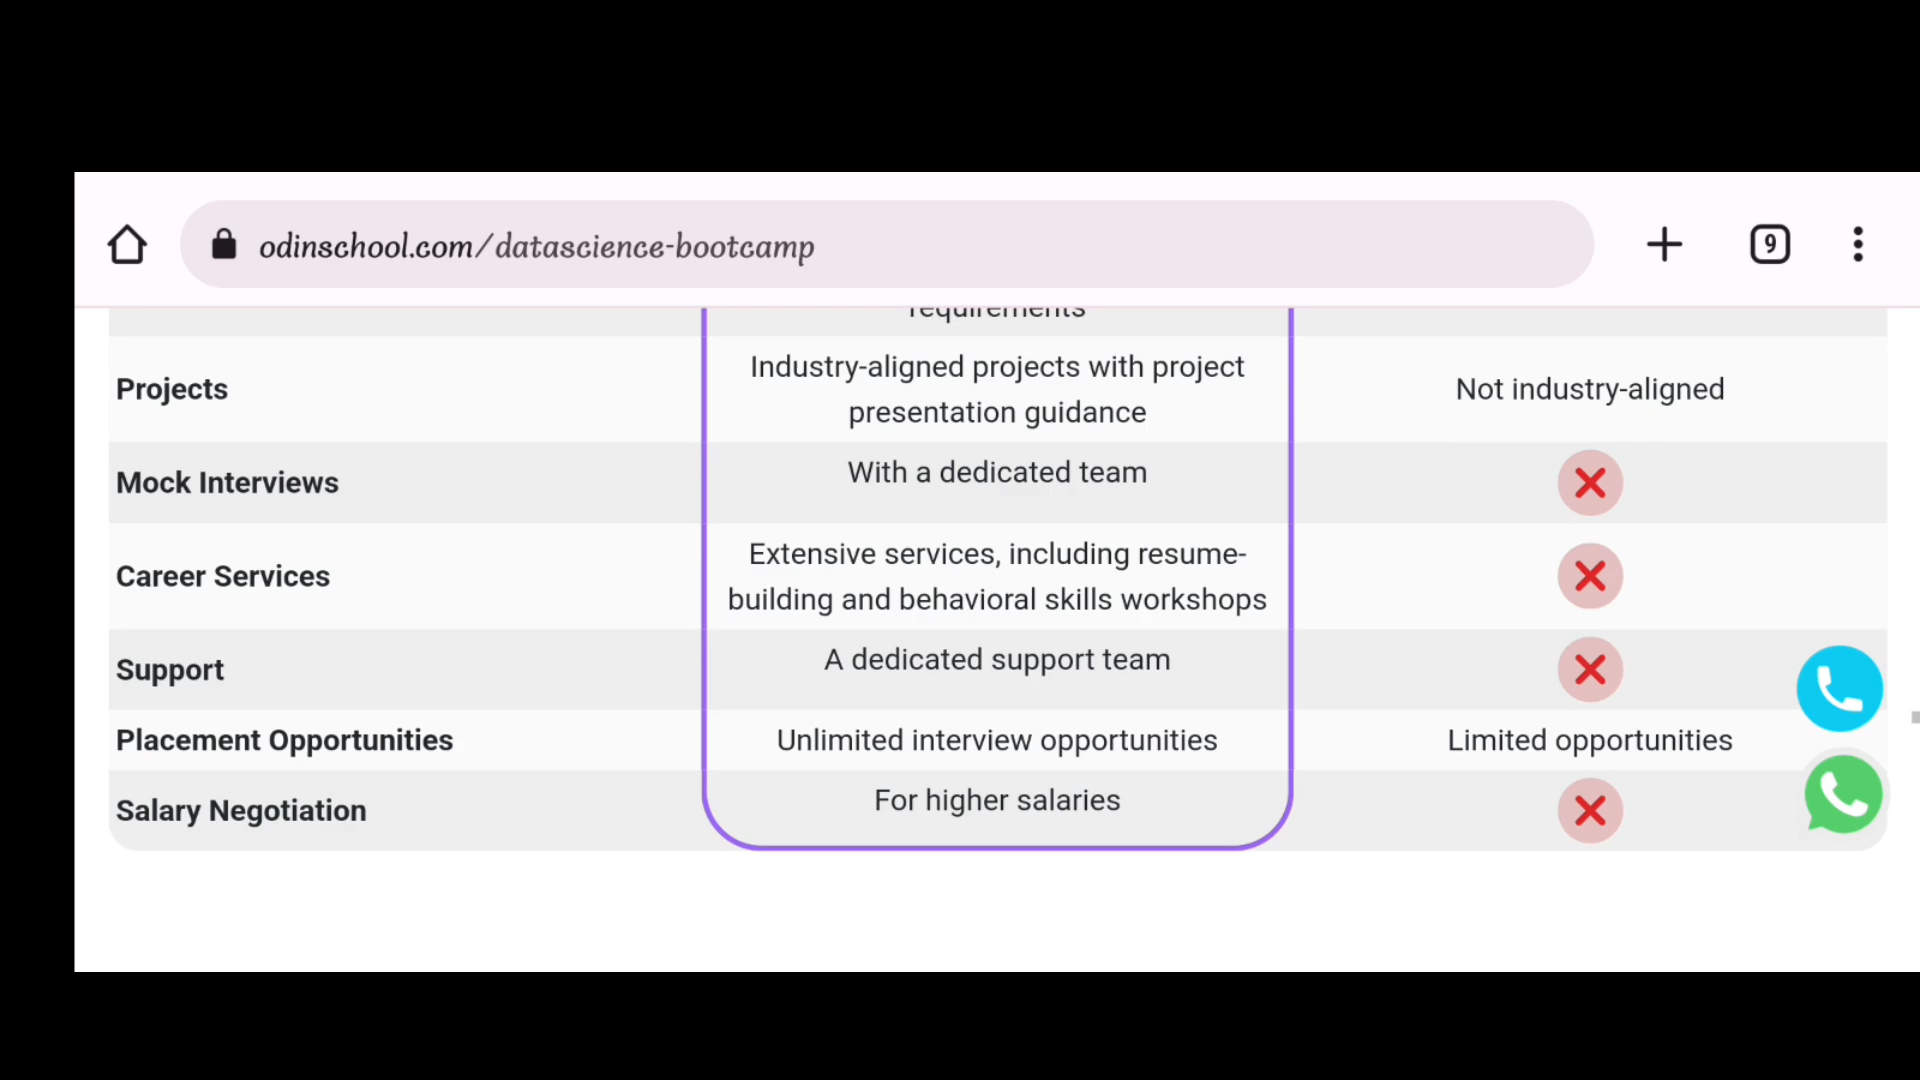 odinschool.com/datascience-bootcamp
9
requirements
Projects
Industry-aligned projects with project
presentation guidance
Not industry-aligned
Mock Interviews
With a dedicated team
Career Services
Extensive services, including resume-
building and behavioral skills workshops
Support
A dedicated support team
Placement Opportunities
Unlimited interview opportunities
Limited opportunities
Salary Negotiation
For higher salaries